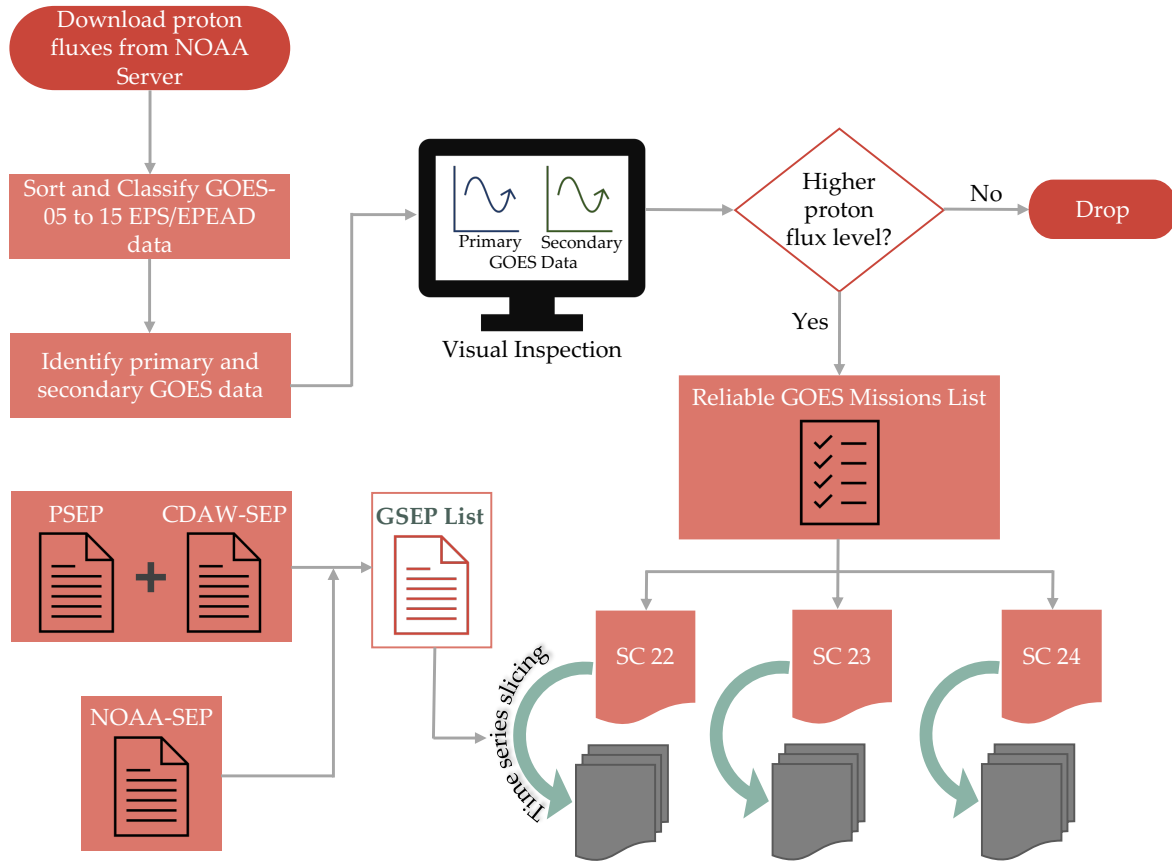 Download proton
fluxes from NOAA
Server
Sort and Classify GOES-
05 to 15 EPS/EPEAD
data
Identify primary and
secondary GOES data
Primary
Secondary
GOES Data
Visual Inspection
Higher
proton
flux level?
No
Drop
Yes
Reliable GOES Missions List
PSEP
CDAW-SEP
+
GSEP List
NOAA-SEP
SC 22
SC 23
SC 24
Time series slicing